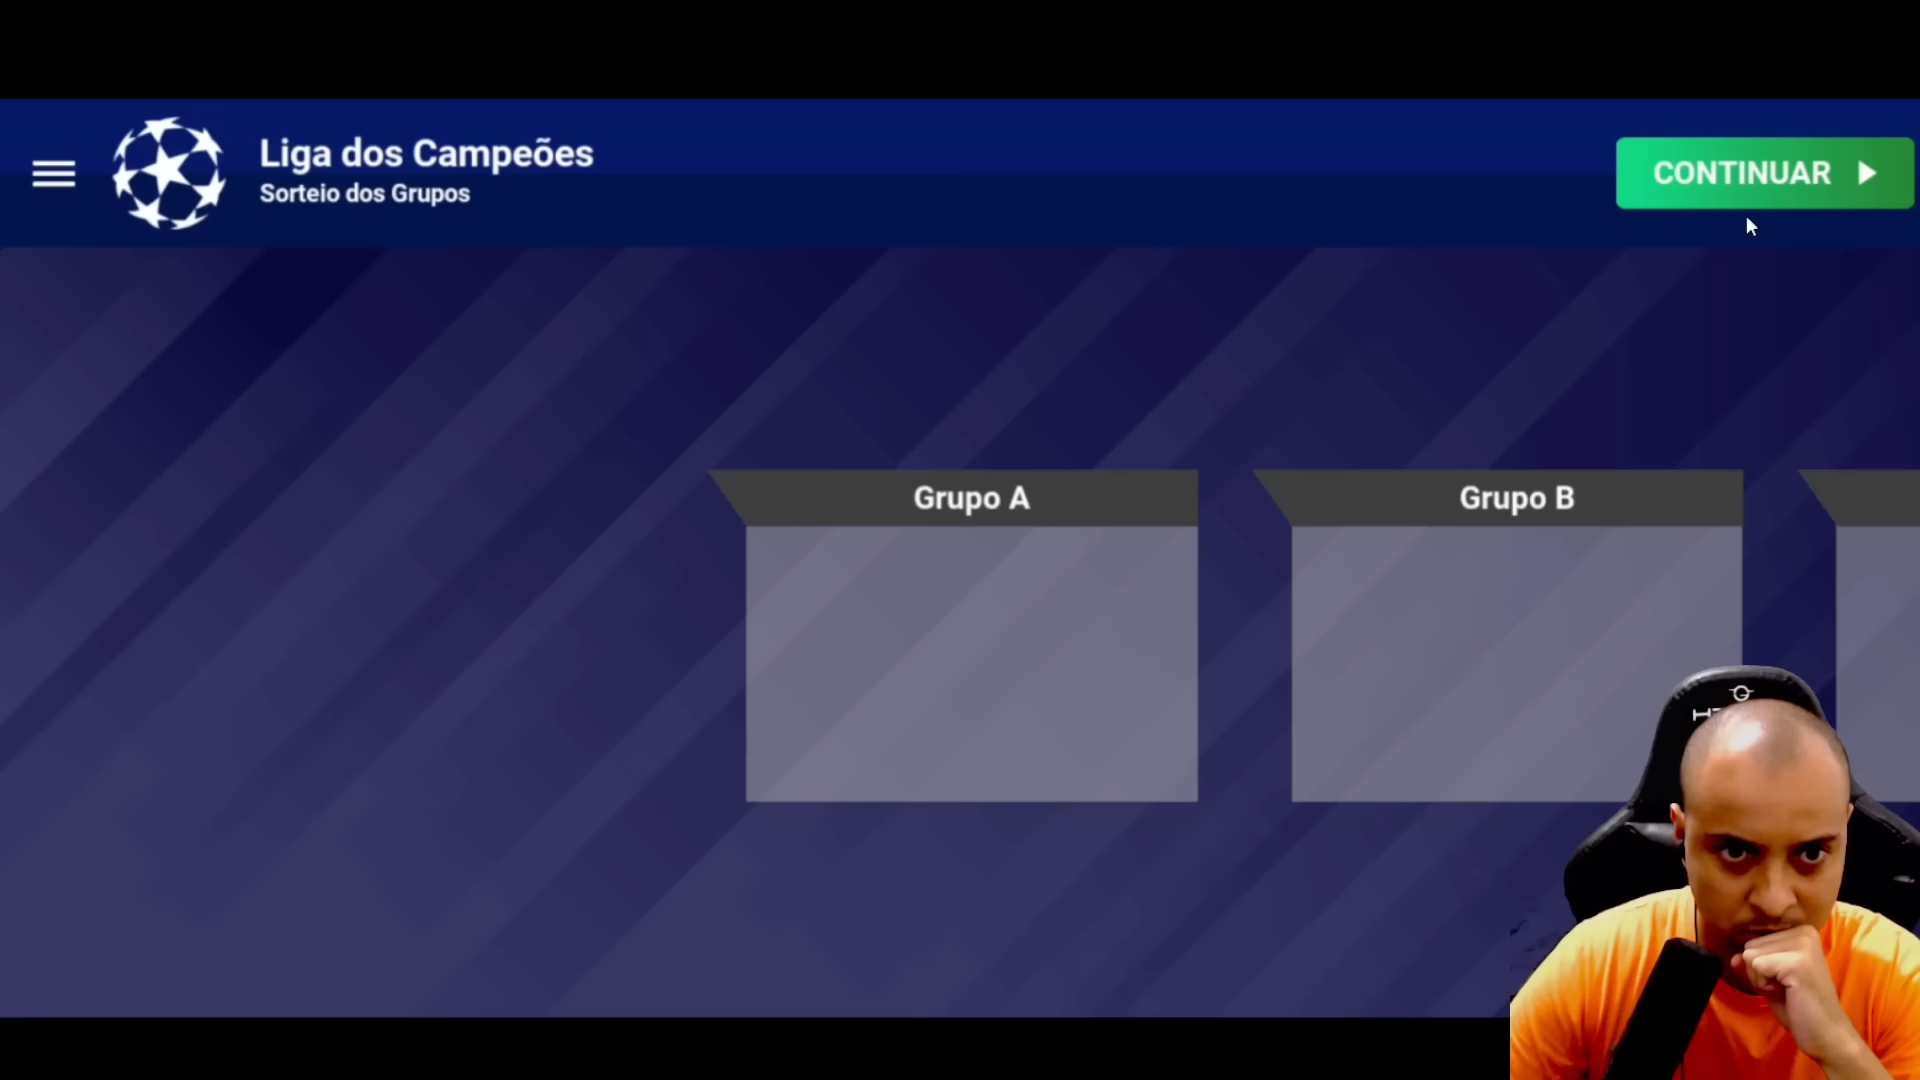 Liga dos Campeões
Sorteio dos Grupos
CONTINUAR
Grupo A
Grupo B